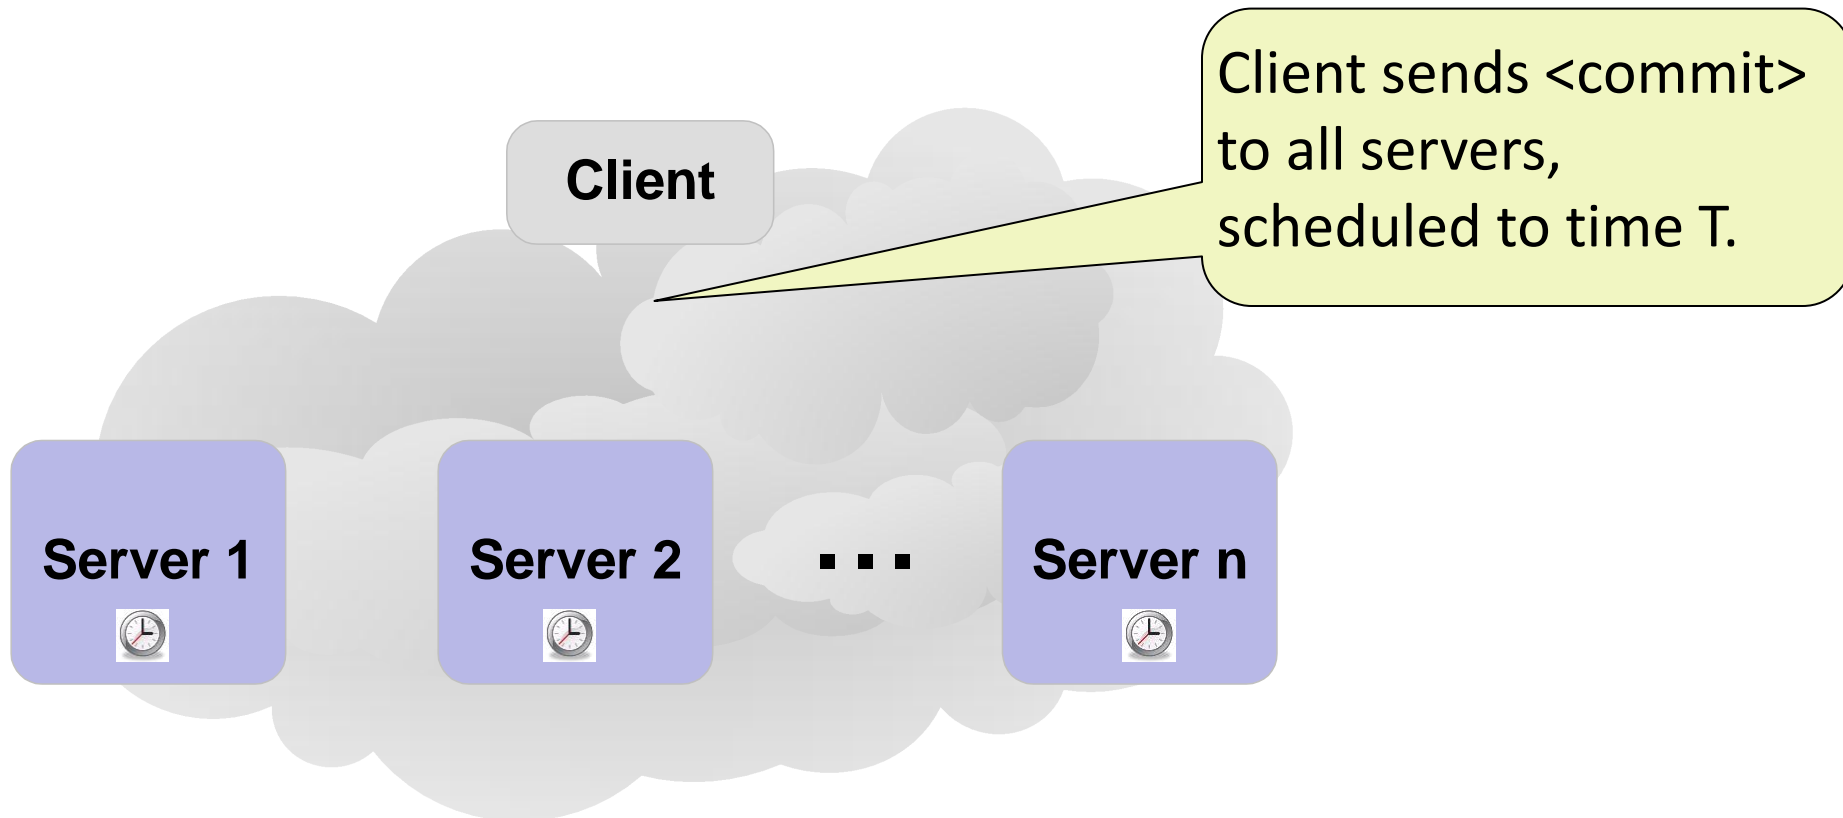 Client sends <commit>
to all servers,
scheduled to time T.
Client
Server 1
Server 2
...
Server n